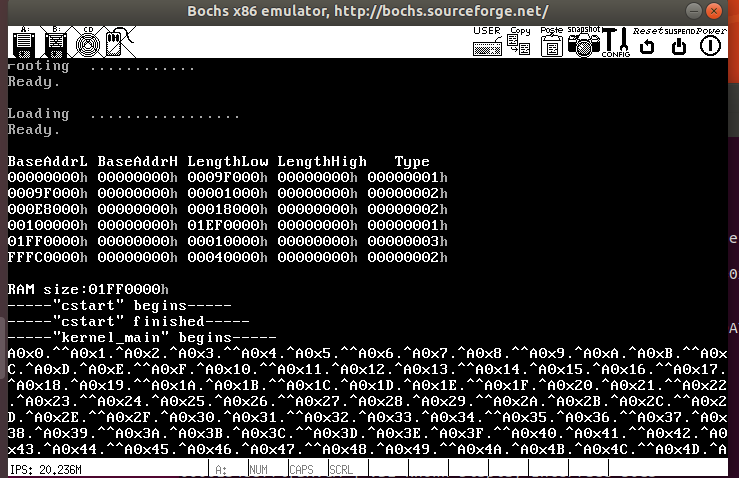 Bochs x86 emulator, http://bochs.sourceforge.net/
A: B: CD USER Copy Paste snapshot CONFIG Reset SUSPEND Power
Ready.
Loading .................
Ready.
BaseAddrL BaseAddrH LengthLow LengthHigh Type
00000000h 00000000h 0009F000h 00000000h 00000001h
0009F000h 00000000h 00001000h 00000000h 00000002h
000E8000h 00000000h 00018000h 00000000h 00000002h
00100000h 00000000h 01EF0000h 00000000h 00000001h
01FF0000h 00000000h 00010000h 00000000h 00000003h
FFFC0000h 00000000h 00040000h 00000000h 00000002h
RAM size:01FF0000h
-----"cstart" begins-----
-----"cstart" finished-----
-----"kernel_main" begins-----
A0x0.^^A0x1.^A0x2.^A0x3.^^A0x4.^A0x5.^^A0x6.^A0x7.^A0x8.^^A0x9.^A0xA.^A0xB.^^A0x
C.^A0xD.^A0xE.^^A0xF.^A0x10.^^A0x11.^A0x12.^A0x13.^^A0x14.^A0x15.^A0x16.^^A0x17.
^A0x18.^A0x19.^^A0x1A.^A0x1B.^^A0x1C.^A0x1D.^A0x1E.^^A0x1F.^A0x20.^A0x21.^^A0x22
.^A0x23.^^A0x24.^A0x25.^A0x26.^^A0x27.^A0x28.^A0x29.^^A0x2A.^A0x2B.^A0x2C.^^A0x2
D.^A0x2E.^^A0x2F.^A0x30.^A0x31.^^A0x32.^A0x33.^A0x34.^^A0x35.^A0x36.^^A0x37.^A0x
38.^A0x39.^^A0x3A.^A0x3B.^A0x3C.^^A0x3D.^A0x3E.^A0x3F.^^A0x40.^A0x41.^^A0x42.^A0
x43.^A0x44.^^A0x45.^A0x46.^A0x47.^^A0x48.^A0x49.^^A0x4A.^A0x4B.^A0x4C.^^A0x4D.^A
IPS: 20.236M A: NUM CAPS SCRL